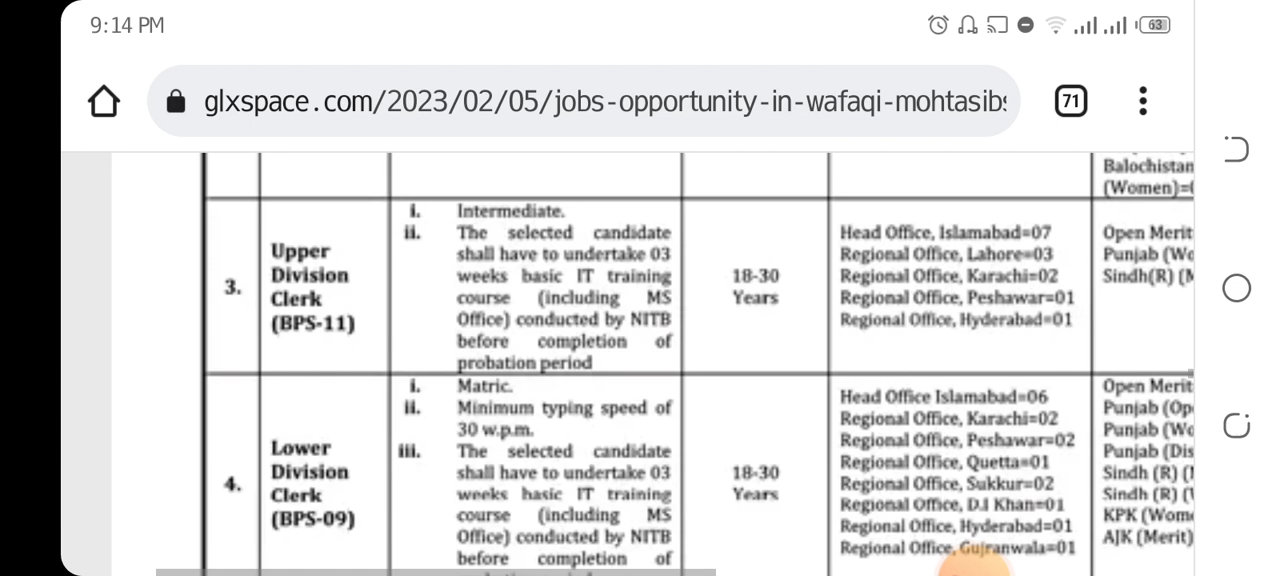 9:14 PM
63
glxspace.com/2023/02/05/jobs-opportunity-in-wafaqi-mohtasibs
71
Balochistan
(Women)=
3.
Upper
Division
Clerk
(BPS-11)
i. Intermediate.
ii. The selected candidate
shall have to undertake 03
weeks basic IT training
course (including MS
Office) conducted by NITB
before completion of
probation period
18-30
Years
Head Office, Islamabad=07
Regional Office, Lahore=03
Regional Office, Karachi=02
Regional Office, Peshawar=01
Regional Office, Hyderabad=01
Open Merit
Punjab (Wo
Sindh(R) (M
4.
Lower
Division
Clerk
(BPS-09)
i. Matric.
ii. Minimum typing speed of
30 w.p.m.
iii. The selected candidate
shall have to undertake 03
weeks basic IT training
course (including MS
Office) conducted by NITB
before completion of
18-30
Years
Head Office Islamabad=06
Regional Office, Karachi=02
Regional Office, Peshawar=02
Regional Office, Quetta=01
Regional Office, Sukkur=02
Regional Office, D.I Khan=01
Regional Office, Hyderabad=01
Regional Office, Gujranwala=01
Open Merit
Punjab (Op
Punjab (Wo
Punjab (Dis
Sindh (R) (
Sindh (R) (
KPK (Wome
AJK (Merit)